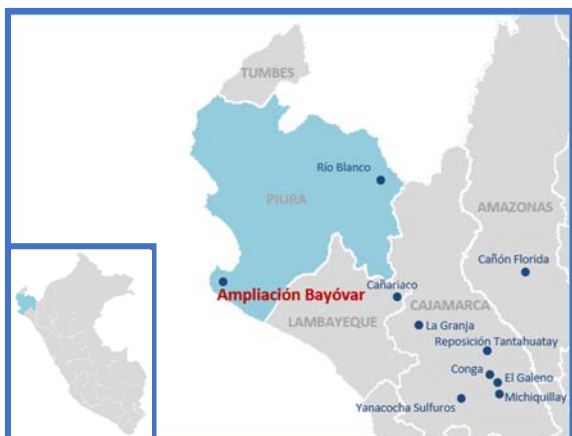 TUMBES
Río Blanco
PIURA
AMAZONAS
Cañón Florida
Ampliación Bayóvar
Cañariaco
CAJAMARCA
LAMBAYEQUE
La Granja
Reposición Tantahuatay
Conga
El Galeno
Michiquillay
Yanacocha Sulfuros